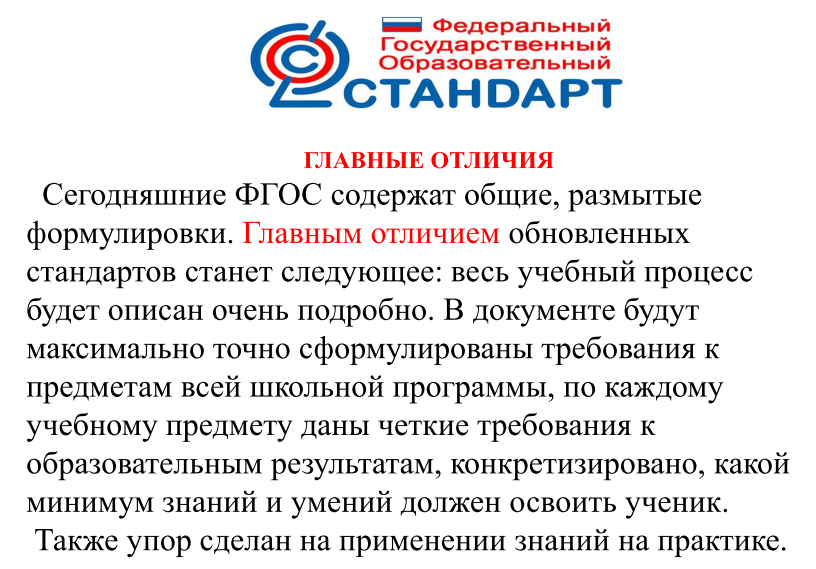 Федеральный
Государственный
Образовательный
СТАНДАРТ
ГЛАВНЫЕ ОТЛИЧИЯ
Сегодняшние ФГОС содержат общие, размытые
формулировки. Главным отличием обновленных
стандартов станет следующее: весь учебный процесс
будет описан очень подробно. В документе будут
максимально точно сформулированы требования к
предметам всей школьной программы, по каждому
учебному предмету даны четкие требования к
образовательным результатам, конкретизировано, какой
минимум знаний и умений должен освоить ученик.
Также упор сделан на применении знаний на практике.